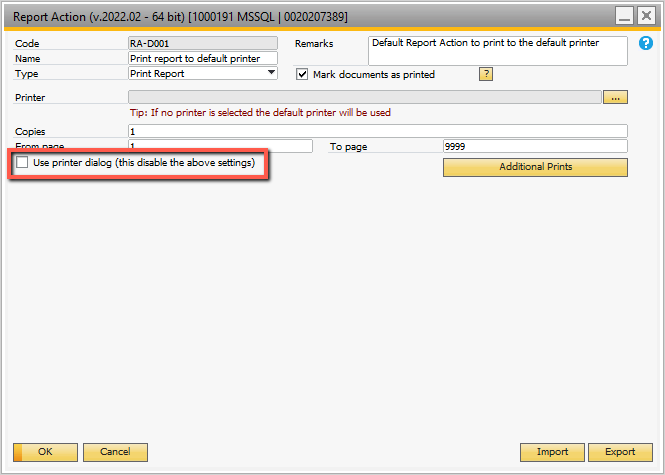 Report Action (v.2022.02 - 64 bit) [1000191 MSSQL | 0020207389]
Code RA-D001 Remarks Default Report Action to print to the default printer ?
Name Print report to default printer
Type Print Report Mark documents as printed ?
Printer ...
Tip: If no printer is selected the default printer will be used
Copies 1
From page 1 To page 9999
Use printer dialog (this disable the above settings)
Additional Prints
OK Cancel Import Export